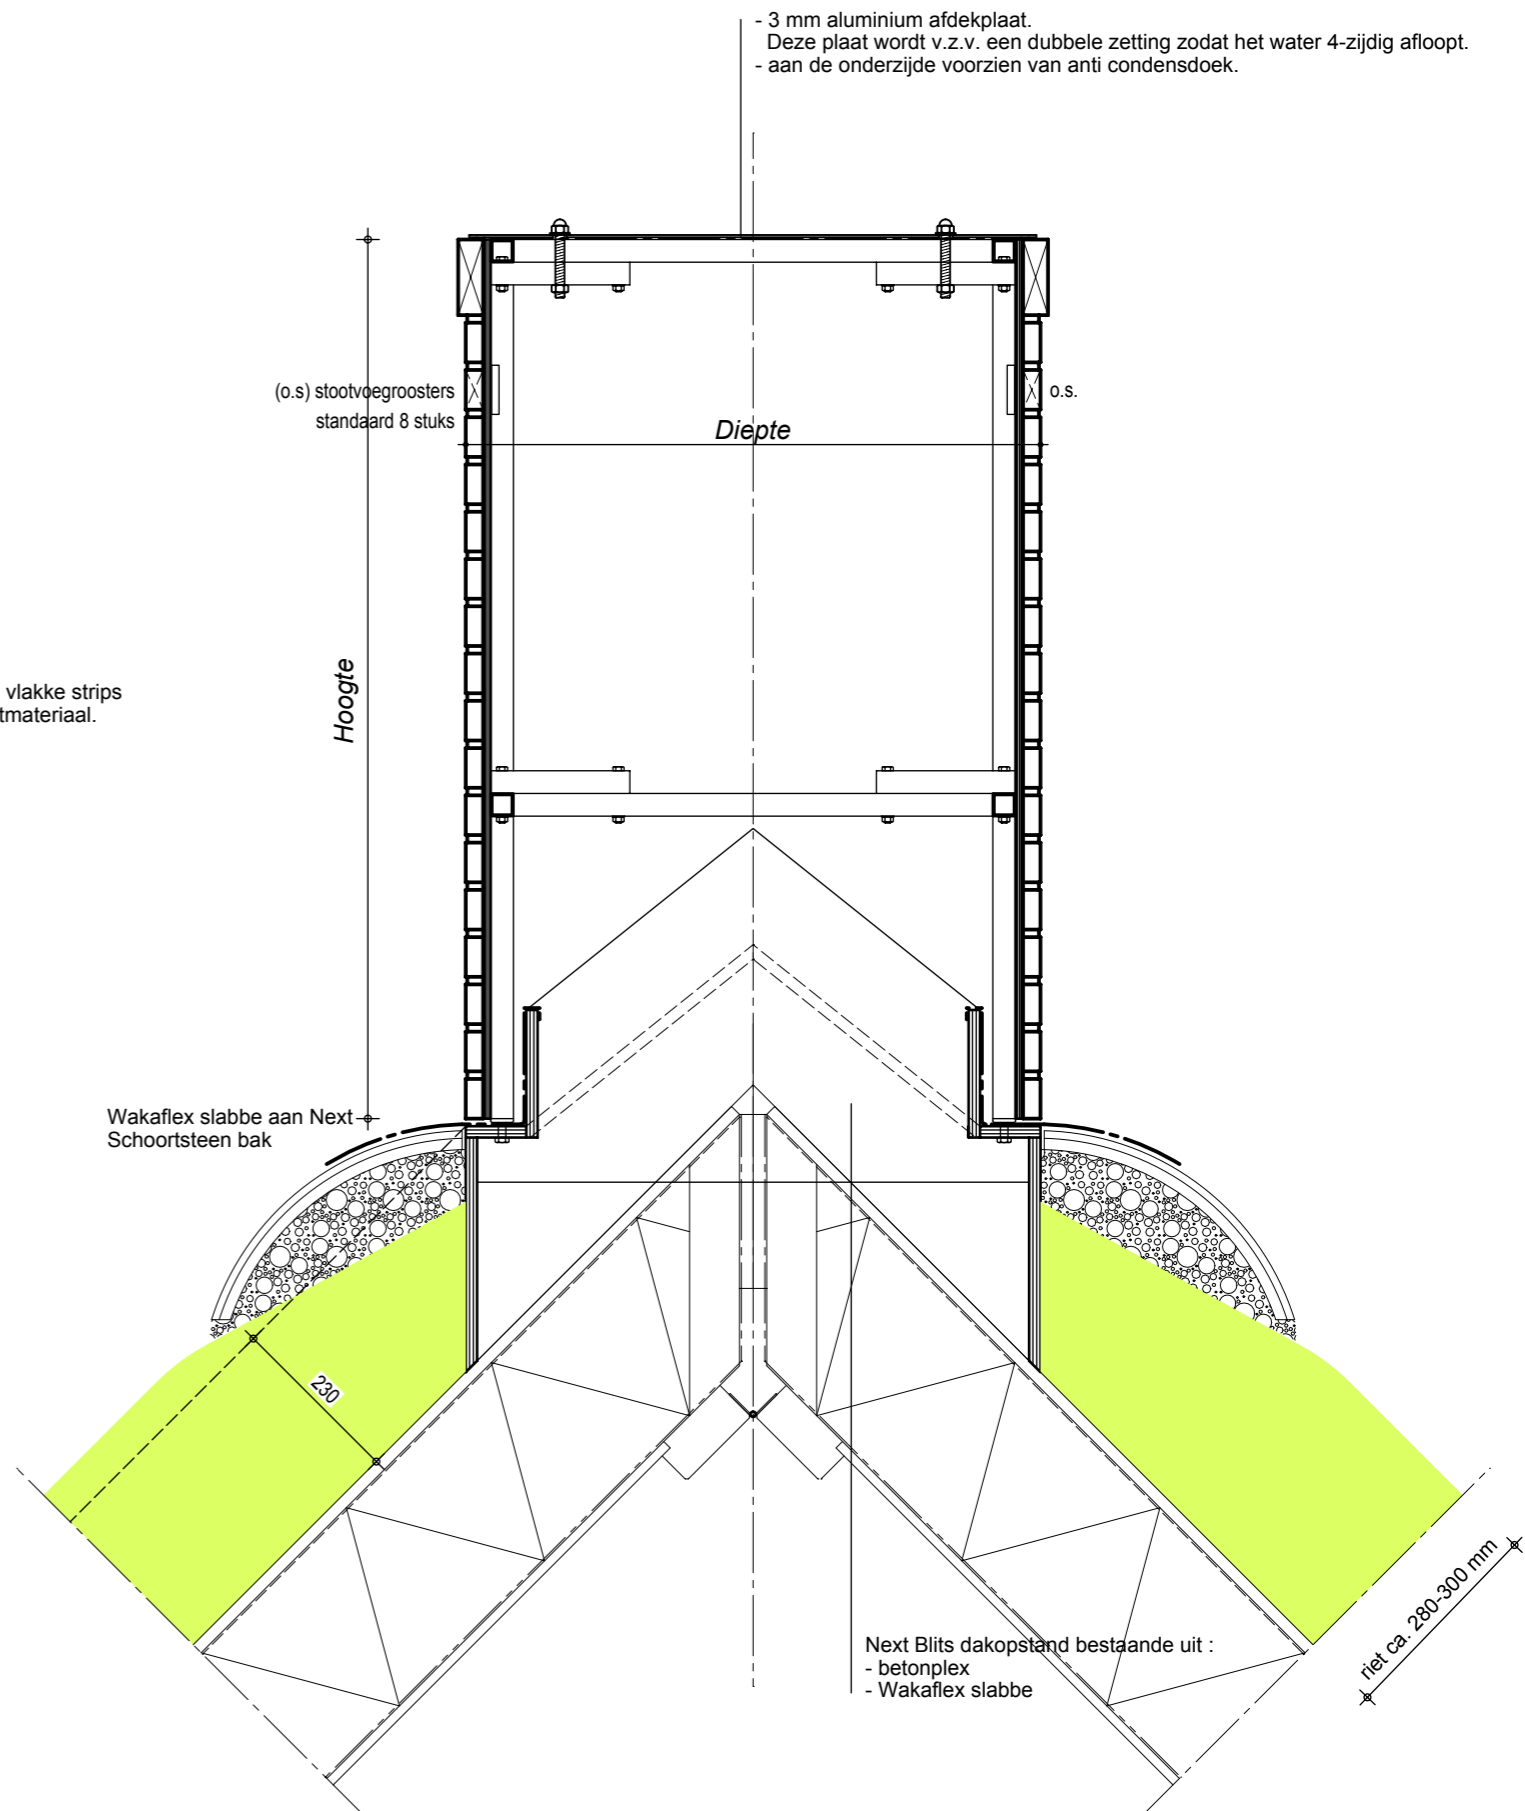 - 3 mm aluminium afdekplaat.
Deze plaat wordt v.z.v. een dubbele zetting zodat het water 4-zijdig afloopt.
- aan de onderzijde voorzien van anti condensdoek.
(o.s) stootvoegroosters
standaard 8 stuks
o.s.
Diepte
Hoogte
vlakke strips
tmateriaal.
Wakaflex slabbe aan Next
Schoortsteen bak
230
Next Blits dakopstand bestaande uit :
- betonplex
- Wakaflex slabbe
riet ca. 280-300 mm